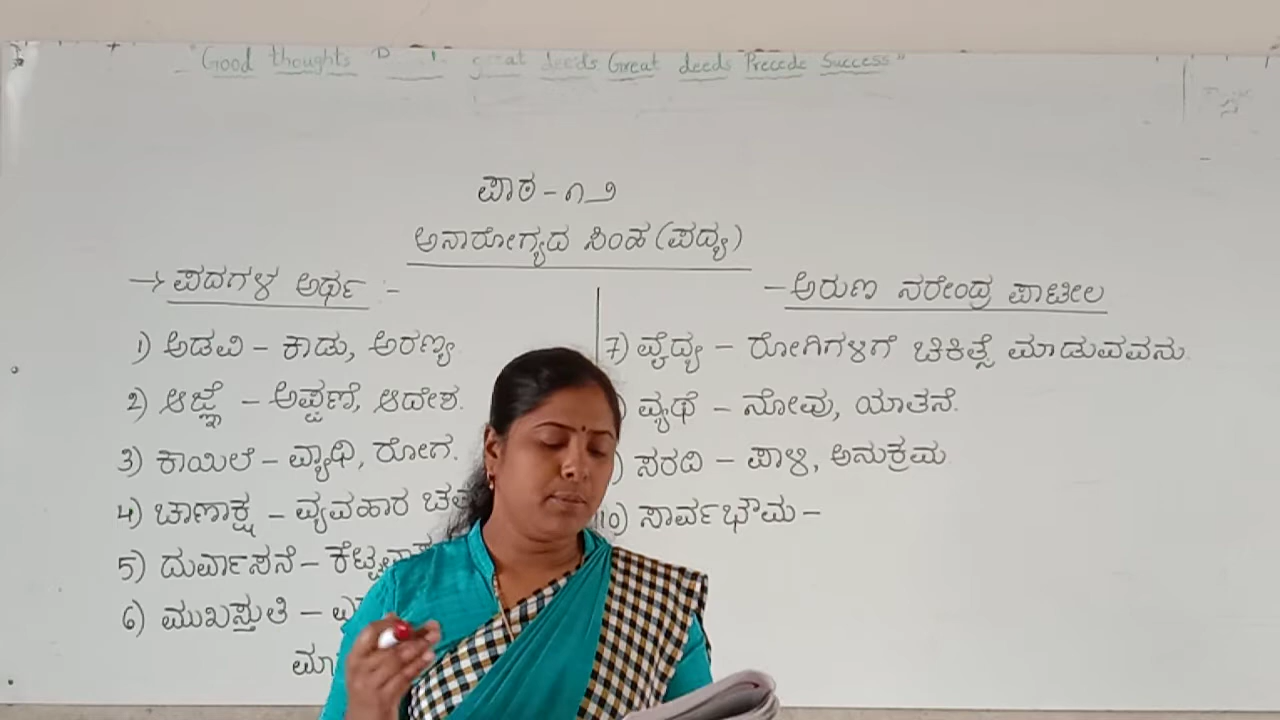 "Good thoughts great deeds Great deeds Precede Success"
ಪಾಠ - ೧೨
ಅನಾರೋಗ್ಯದ ಸಿಂಹ (ಪದ್ಯ)
→ ಪದಗಳ ಅರ್ಥ :-
- ಅರುಣ ನರೇಂದ್ರ ಪಾಟೀಲ
1) ಅಡವಿ - ಕಾಡು, ಅರಣ್ಯ
2) ಆಜ್ಞೆ - ಅಪ್ಪಣೆ, ಆದೇಶ.
3) ಕಾಯಿಲೆ - ವ್ಯಾಧಿ, ರೋಗ.
4) ಚಾಣಾಕ್ಷ - ವ್ಯವಹಾರ
5) ದುರ್ವಾಸನೆ -
6) ಮುಖಸ್ತುತಿ -
7) ವೈದ್ಯ - ರೋಗಿಗಳಿಗೆ ಚಿಕಿತ್ಸೆ ಮಾಡುವವನು.
) ವ್ಯಥೆ - ನೋವು, ಯಾತನೆ.
) ಸರದಿ - ಪಾಳಿ, ಅನುಕ್ರಮ
10) ಸಾರ್ವಭೌಮ -